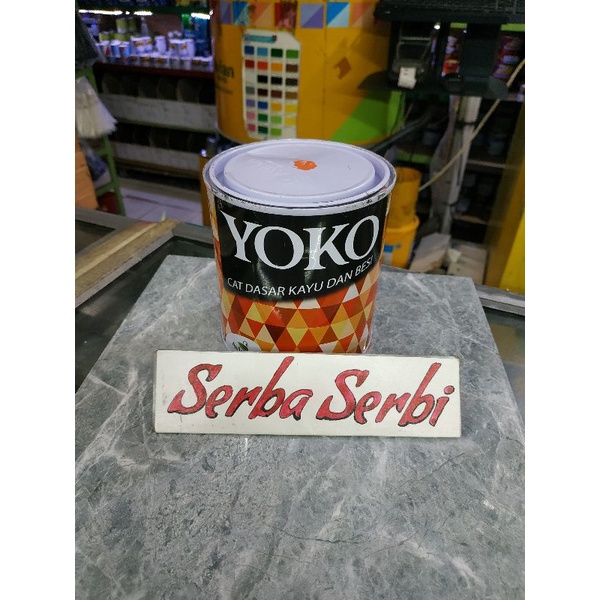 YOKO
CAT DASAR KAYU DAN BESI
Serba Serbi